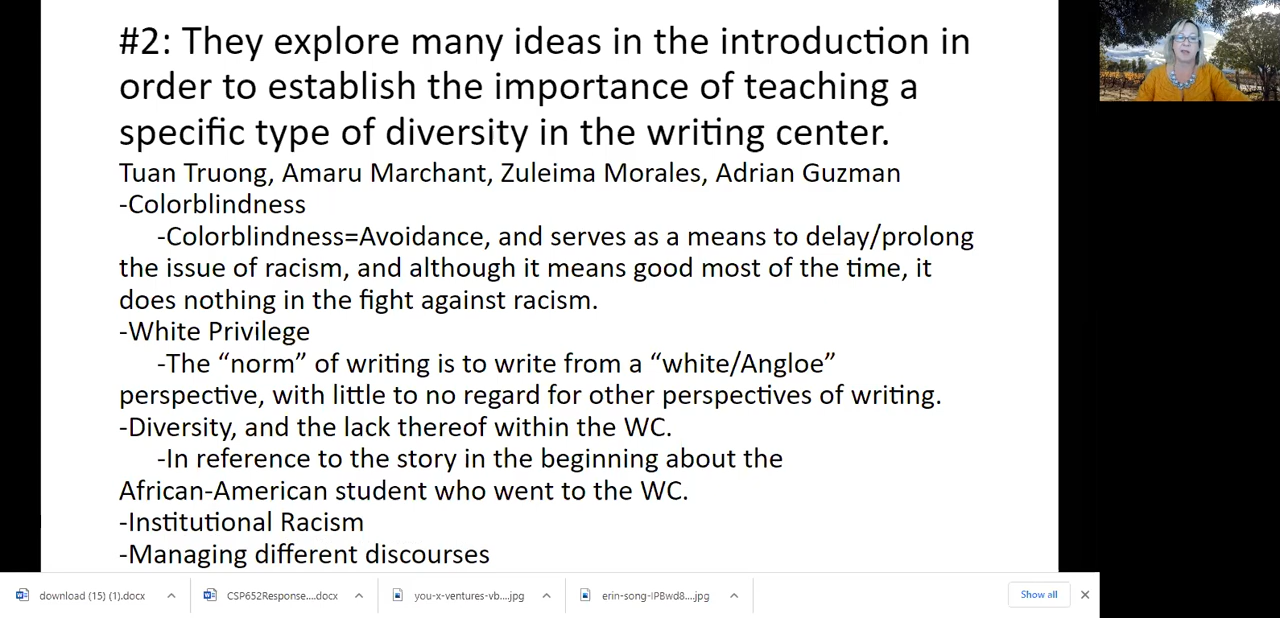 #2: They explore many ideas in the introduction in
order to establish the importance of teaching a
specific type of diversity in the writing center.
Tuan Truong, Amaru Marchant, Zuleima Morales, Adrian Guzman
-Colorblindness
-Colorblindness=Avoidance, and serves as a means to delay/prolong
the issue of racism, and although it means good most of the time, it
does nothing in the fight against racism.
-White Privilege
-The “norm” of writing is to write from a “white/Angloe”
perspective, with little to no regard for other perspectives of writing.
-Diversity, and the lack thereof within the WC.
-In reference to the story in the beginning about the
African-American student who went to the WC.
-Institutional Racism
-Managing different discourses
download (15) (1).docx
CSP652Response....docx
you-x-ventures-vb...jpg
erin-song-IPBwd8....jpg
Show all